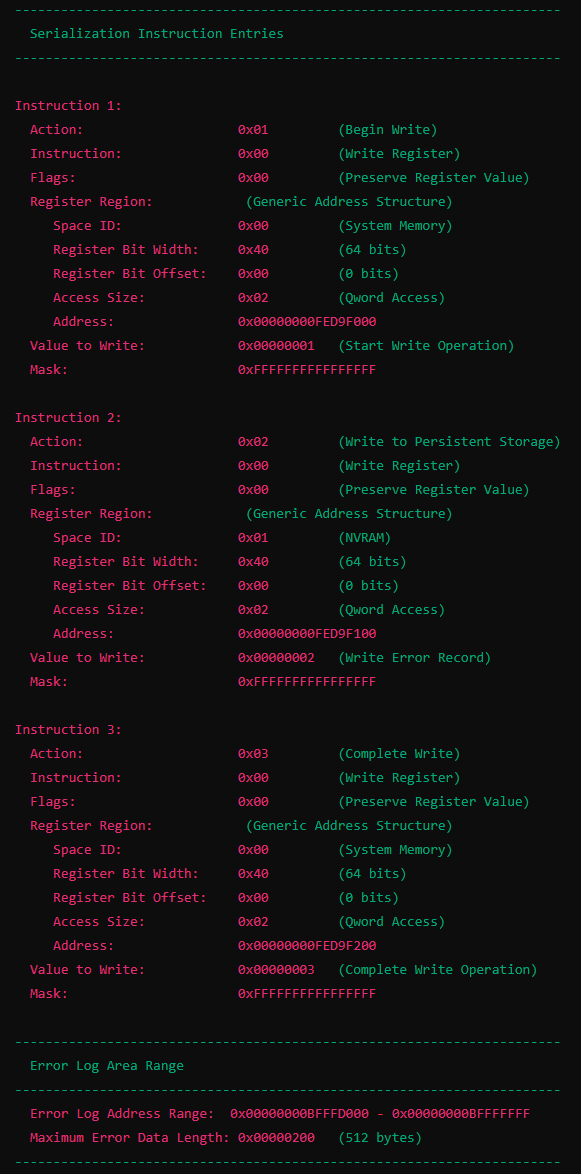 -----------------------------------------------------------------------
  Serialization Instruction Entries
-----------------------------------------------------------------------

Instruction 1:
  Action:                    0x01         (Begin Write)
  Instruction:               0x00         (Write Register)
  Flags:                     0x00         (Preserve Register Value)
  Register Region:            (Generic Address Structure)
     Space ID:               0x00         (System Memory)
     Register Bit Width:     0x40         (64 bits)
     Register Bit Offset:    0x00         (0 bits)
     Access Size:            0x02         (Qword Access)
     Address:                0x00000000FED9F000
  Value to Write:            0x00000001   (Start Write Operation)
  Mask:                      0xFFFFFFFFFFFFFFFF

Instruction 2:
  Action:                    0x02         (Write to Persistent Storage)
  Instruction:               0x00         (Write Register)
  Flags:                     0x00         (Preserve Register Value)
  Register Region:            (Generic Address Structure)
     Space ID:               0x01         (NVRAM)
     Register Bit Width:     0x40         (64 bits)
     Register Bit Offset:    0x00         (0 bits)
     Access Size:            0x02         (Qword Access)
     Address:                0x00000000FED9F100
  Value to Write:            0x00000002   (Write Error Record)
  Mask:                      0xFFFFFFFFFFFFFFFF

Instruction 3:
  Action:                    0x03         (Complete Write)
  Instruction:               0x00         (Write Register)
  Flags:                     0x00         (Preserve Register Value)
  Register Region:            (Generic Address Structure)
     Space ID:               0x00         (System Memory)
     Register Bit Width:     0x40         (64 bits)
     Register Bit Offset:    0x00         (0 bits)
     Access Size:            0x02         (Qword Access)
     Address:                0x00000000FED9F200
  Value to Write:            0x00000003   (Complete Write Operation)
  Mask:                      0xFFFFFFFFFFFFFFFF

-----------------------------------------------------------------------
  Error Log Area Range
-----------------------------------------------------------------------
  Error Log Address Range:  0x00000000BFFFD000 - 0x00000000BFFFFFFF
  Maximum Error Data Length: 0x00000200   (512 bytes)
-----------------------------------------------------------------------